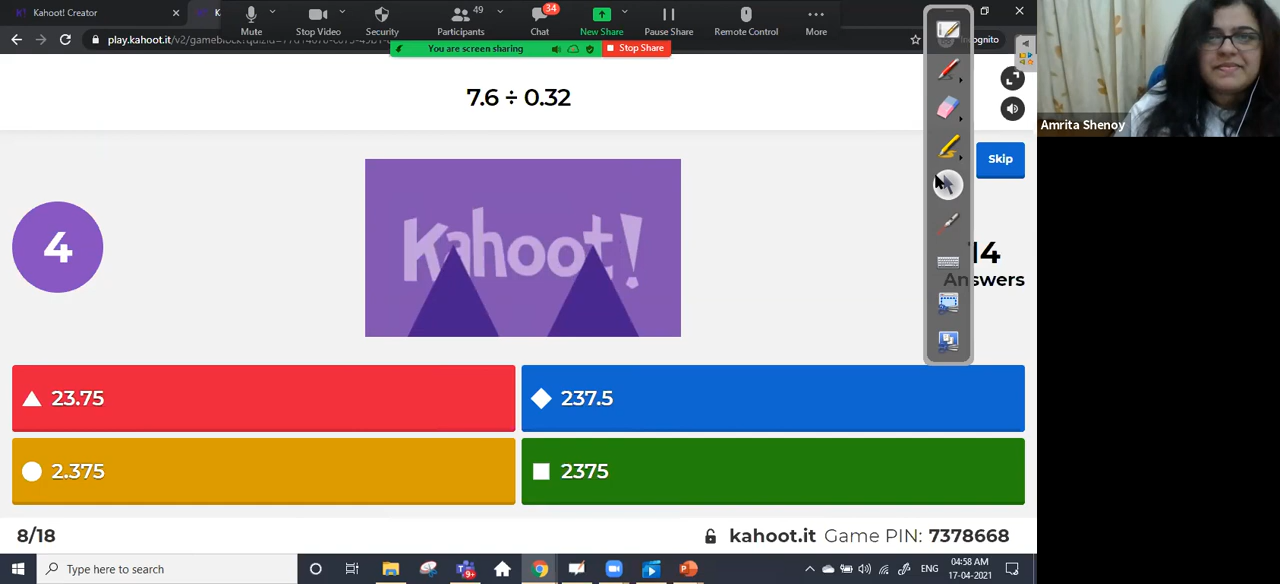 Kahoot! Creator
K
Mute
Stop Video
Security
49
Participants
34
Chat
New Share
Pause Share
Remote Control
More
play.kahoot.it/v2/gameblock
Incognito
You are screen sharing
Stop Share
7.6 ÷ 0.32
Amrita Shenoy
Skip
4
Kahoot!
14
Answers
23.75
237.5
2.375
2375
8/18
kahoot.it Game PIN: 7378668
Type here to search
9+
ENG
04:58 AM
17-04-2021